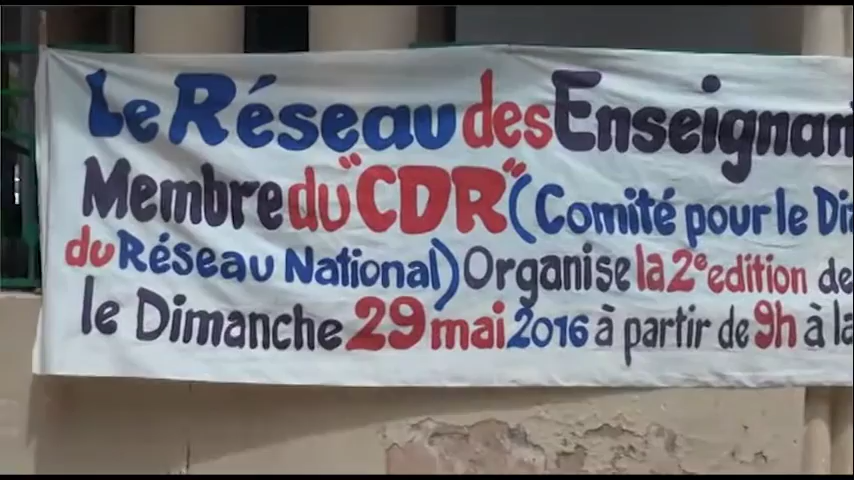 Le Réseau des Enseignan
Membre du "CDR" (Comité pour le Di
du Réseau National) Organise la 2e edition de
le Dimanche 29 mai 2016 à partir de 9h à la